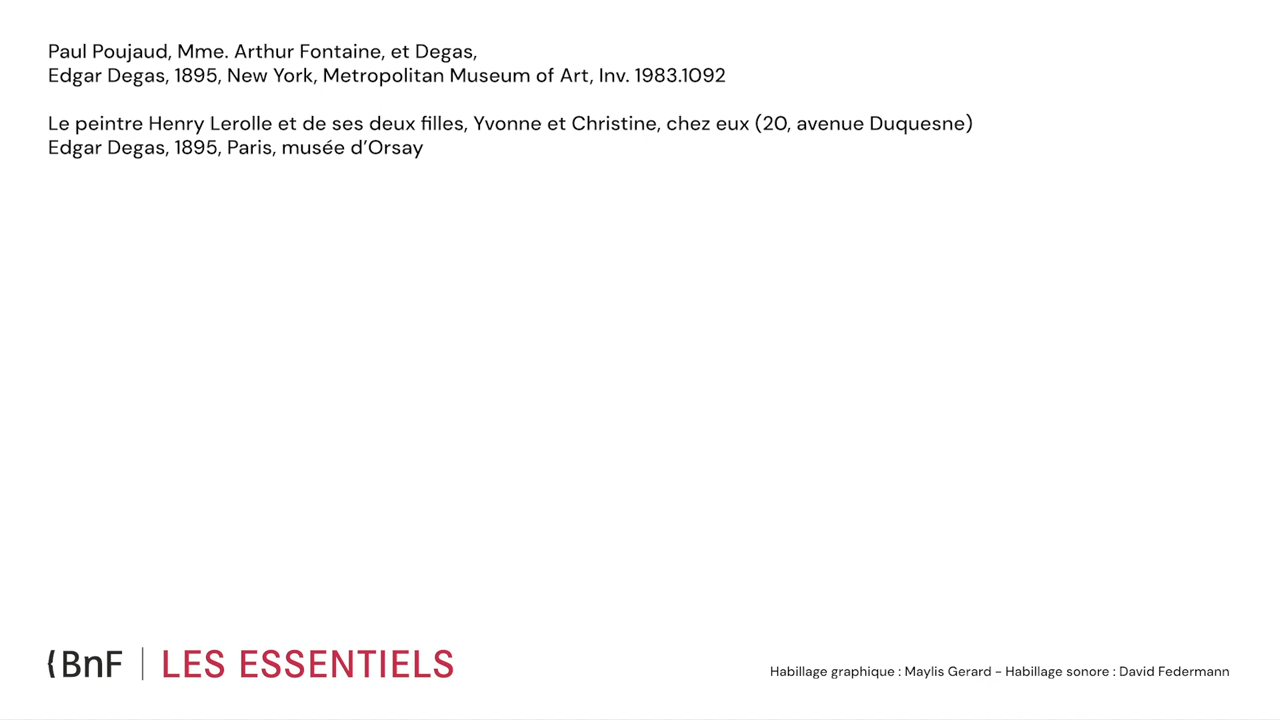 Paul Poujaud, Mme. Arthur Fontaine, et Degas,
Edgar Degas, 1895, New York, Metropolitan Museum of Art, Inv. 1983.1092
Le peintre Henry Lerolle et de ses deux filles, Yvonne et Christine, chez eux (20, avenue Duquesne)
Edgar Degas, 1895, Paris, musée d’Orsay
BnF | LES ESSENTIELS
Habillage graphique : Maylis Gerard – Habillage sonore : David Federmann